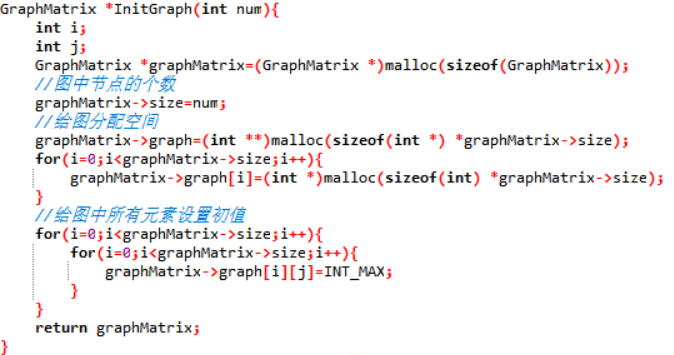 GraphMatrix *InitGraph(int num){
int i;
int j;
GraphMatrix *graphMatrix=(GraphMatrix *)malloc(sizeof(GraphMatrix));
//图中节点的个数
graphMatrix->size=num;
//给图分配空间
graphMatrix->graph=(int **)malloc(sizeof(int *) *graphMatrix->size);
for(i=0;i<graphMatrix->size;i++){
graphMatrix->graph[i]=(int *)malloc(sizeof(int) *graphMatrix->size);
}
//给图中所有元素设置初值
for(i=0;i<graphMatrix->size;i++){
for(i=0;i<graphMatrix->size;i++){
graphMatrix->graph[i][j]=INT_MAX;
}
}
return graphMatrix;
}